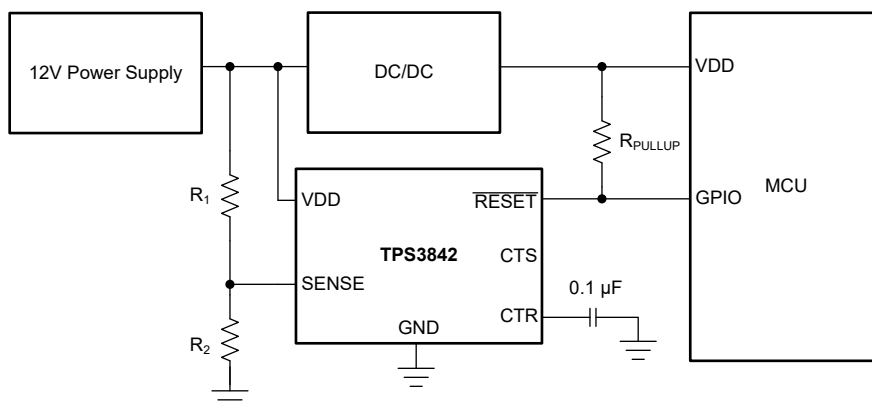 12V Power Supply
DC/DC
VDD
R1
RPULLUP
VDD
RESET
GPIO
MCU
TPS3842
CTS
SENSE
0.1 µF
CTR
R2
GND